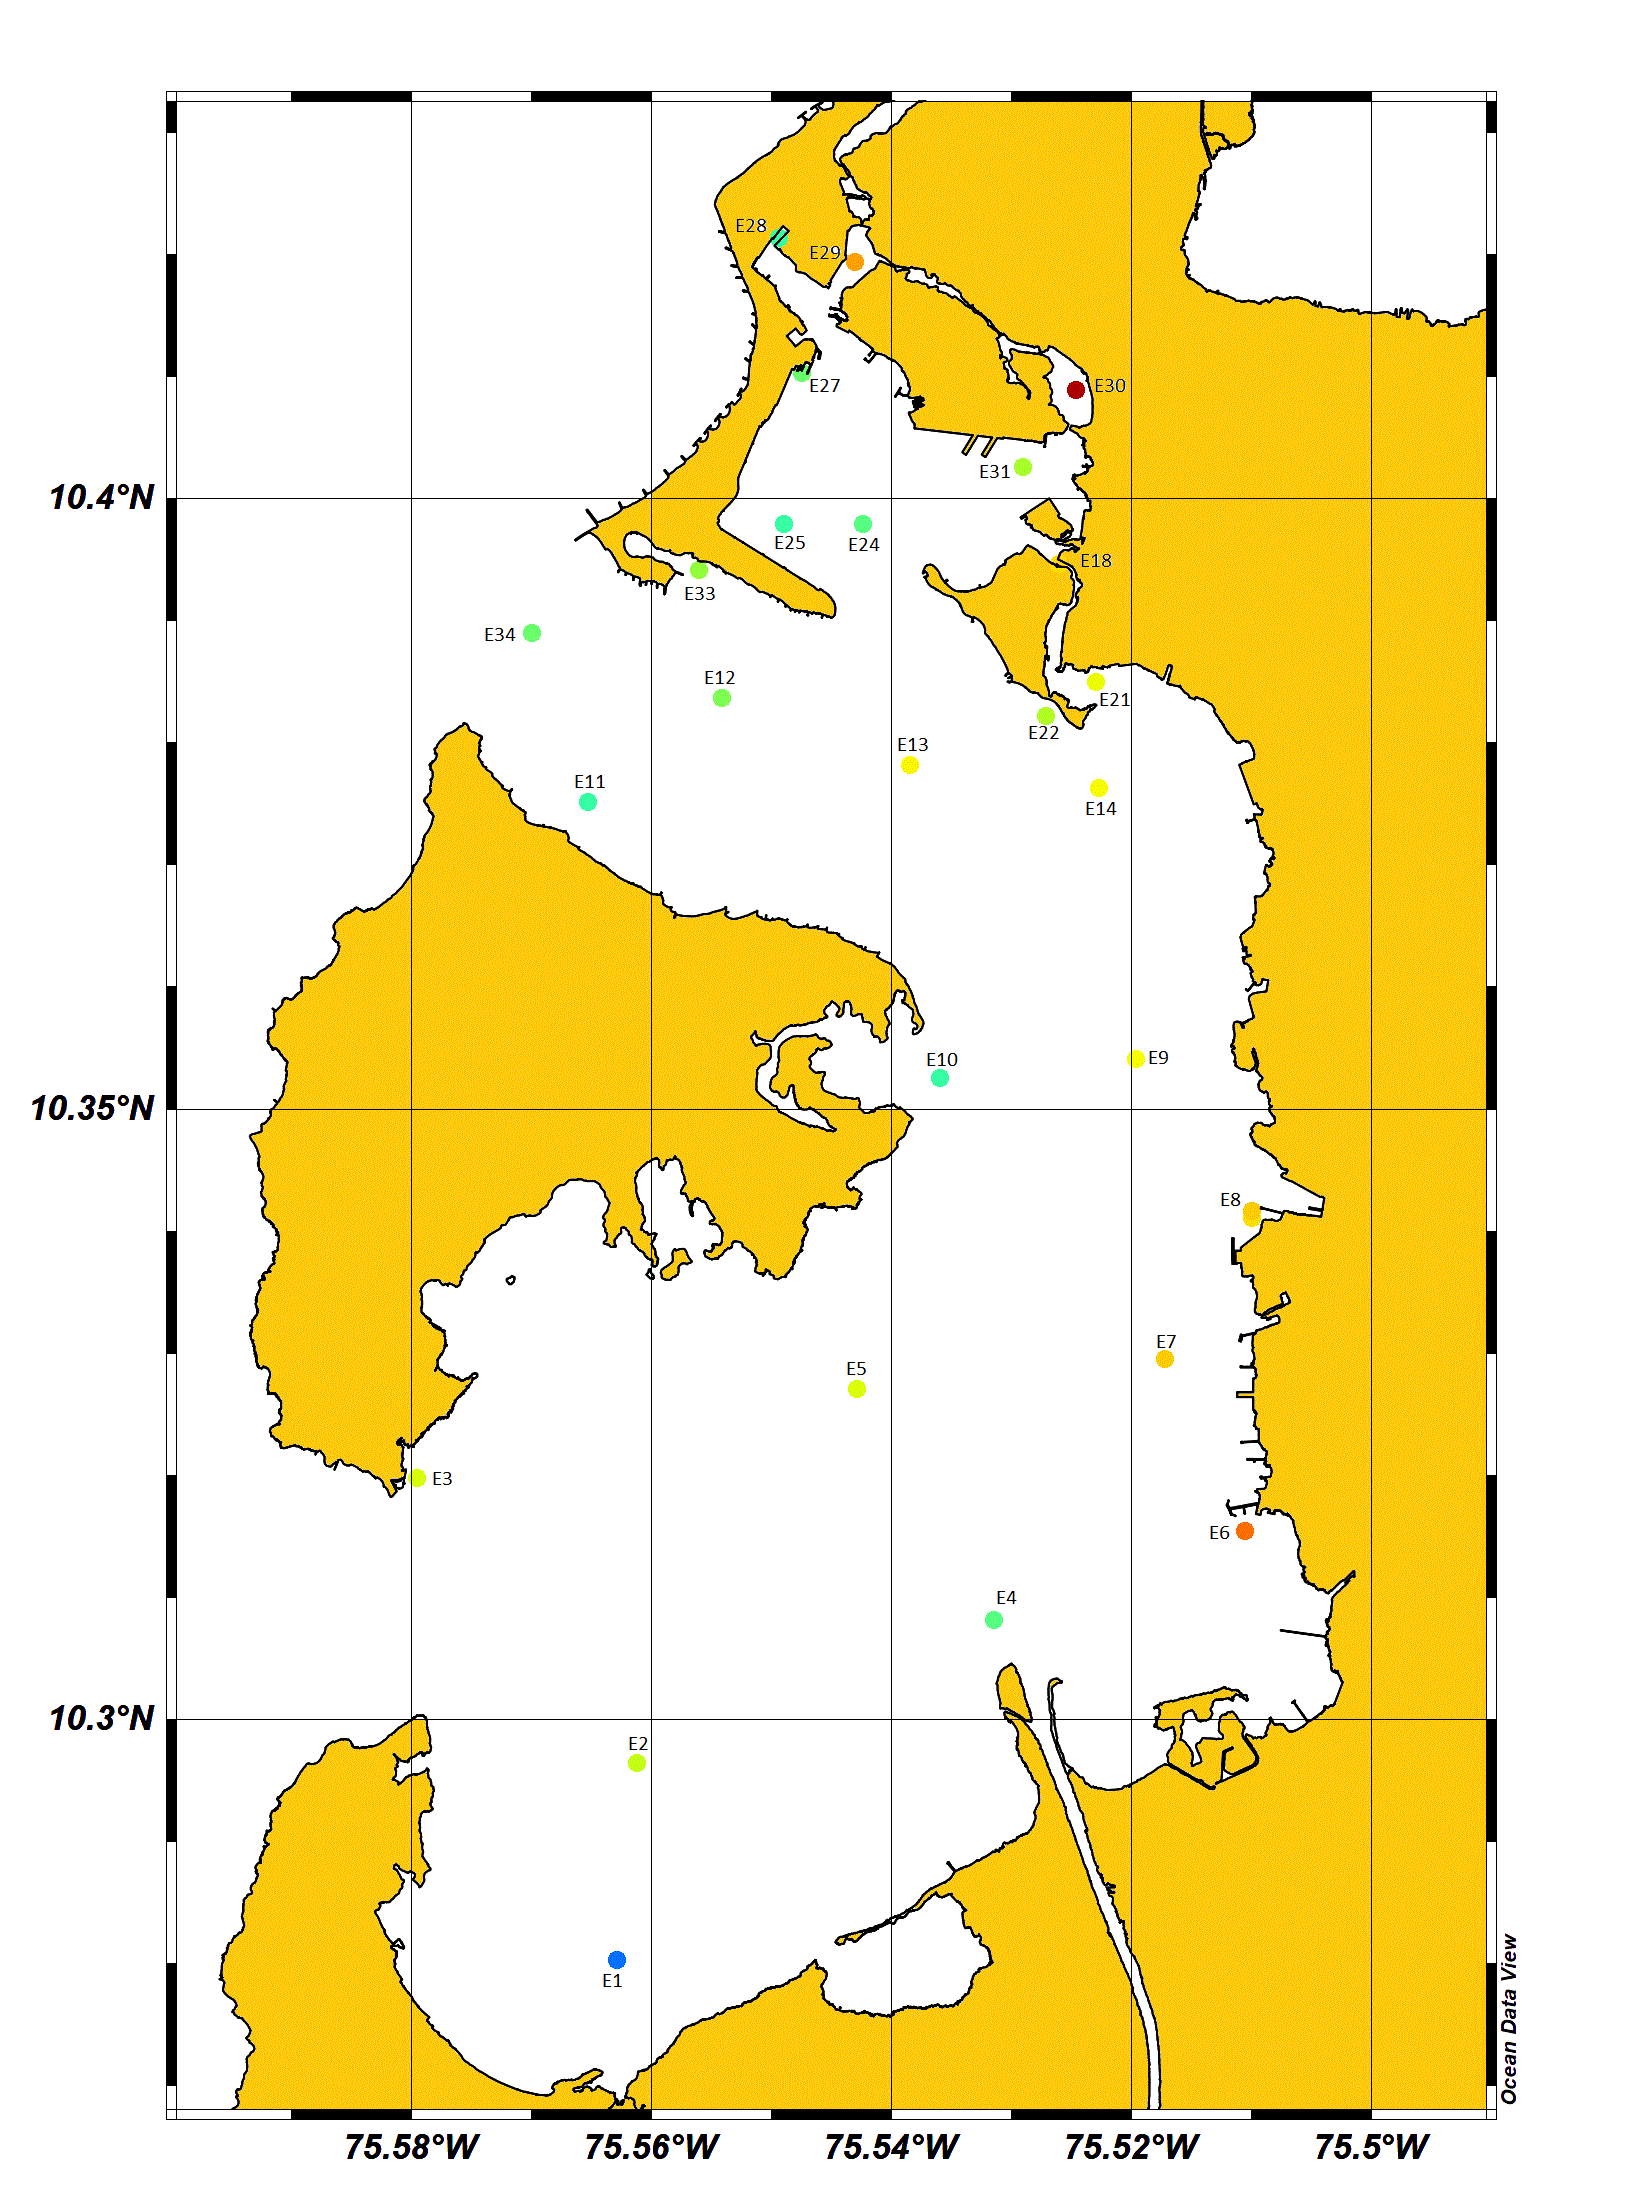 E28
E29
E27
E30
E31
10.4°N
E25
E24
E18
E33
E34
E12
E21
E22
E13
E11
E14
E10
E9
10.35°N
E8
E7
E5
E3
E6
E4
10.3°N
E2
E1
Ocean Data View
75.58°W
75.56°W
75.54°W
75.52°W
75.5°W